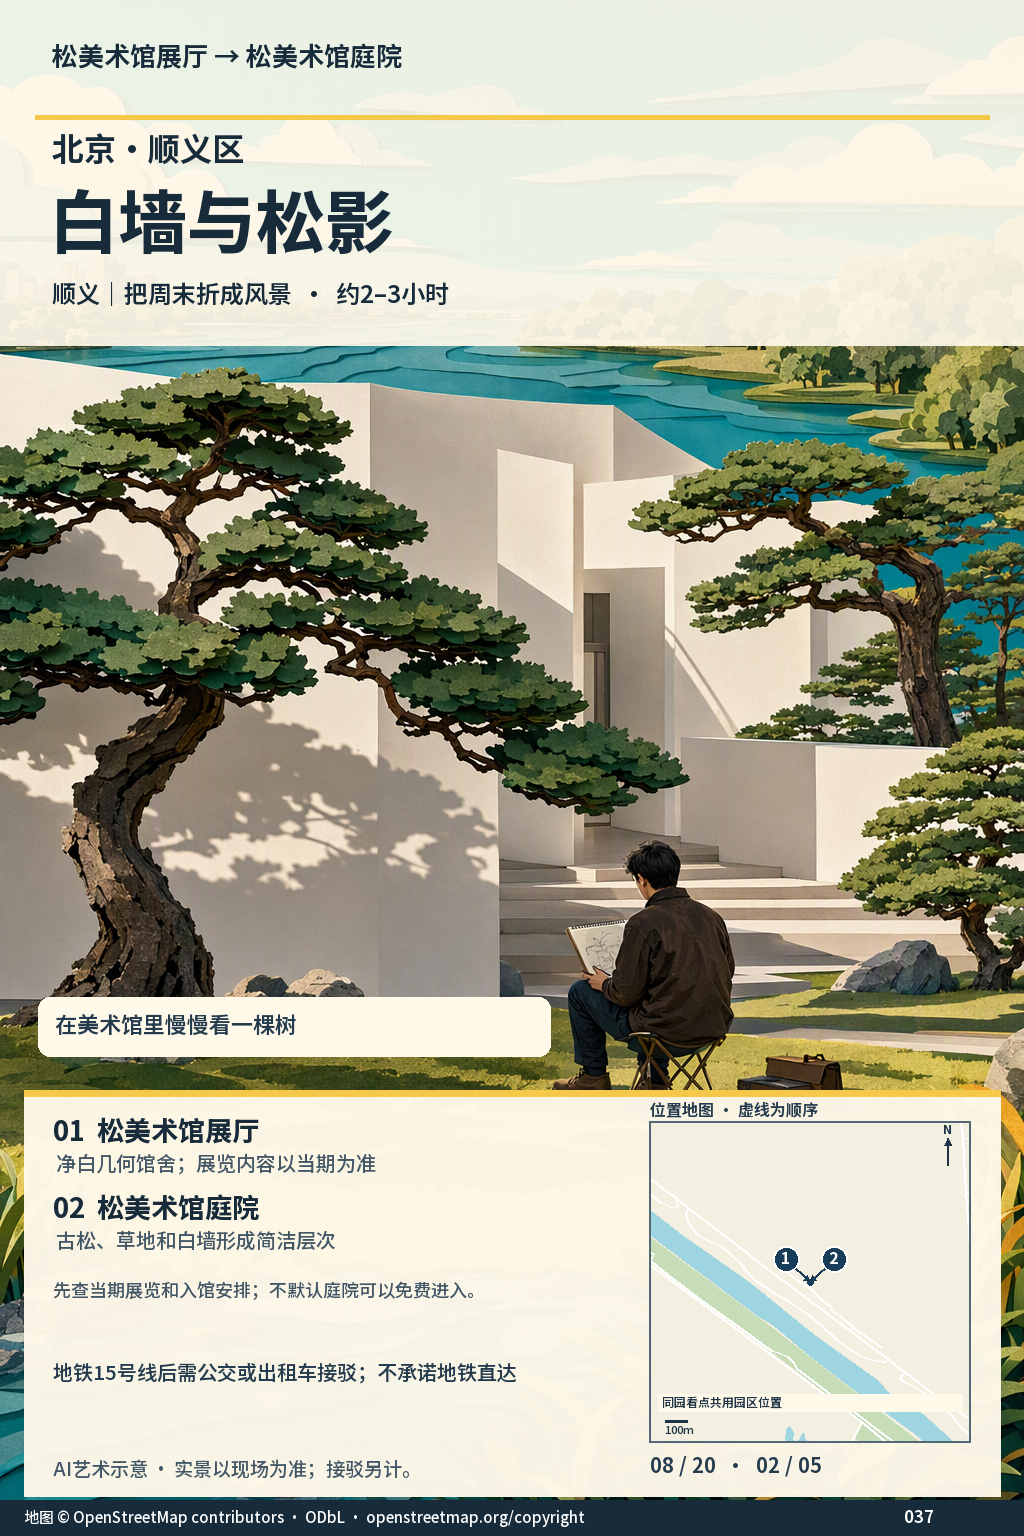 松美术馆展厅 → 松美术馆庭院
北京・顺义区
白墙与松影
顺义｜把周末折成风景 ・ 约2–3小时
在美术馆里慢慢看一棵树
01 松美术馆展厅
净白几何馆舍；展览内容以当期为准
02 松美术馆庭院
古松、草地和白墙形成简洁层次
先查当期展览和入馆安排；不默认庭院可以免费进入。
地铁15号线后需公交或出租车接驳；不承诺地铁直达
AI艺术示意 · 实景以现场为准；接驳另计。
位置地图 · 虚线为顺序
N
1 2
同园看点共用园区位置
100m
08 / 20 · 02 / 05
地图 © OpenStreetMap contributors · ODbL · openstreetmap.org/copyright
037